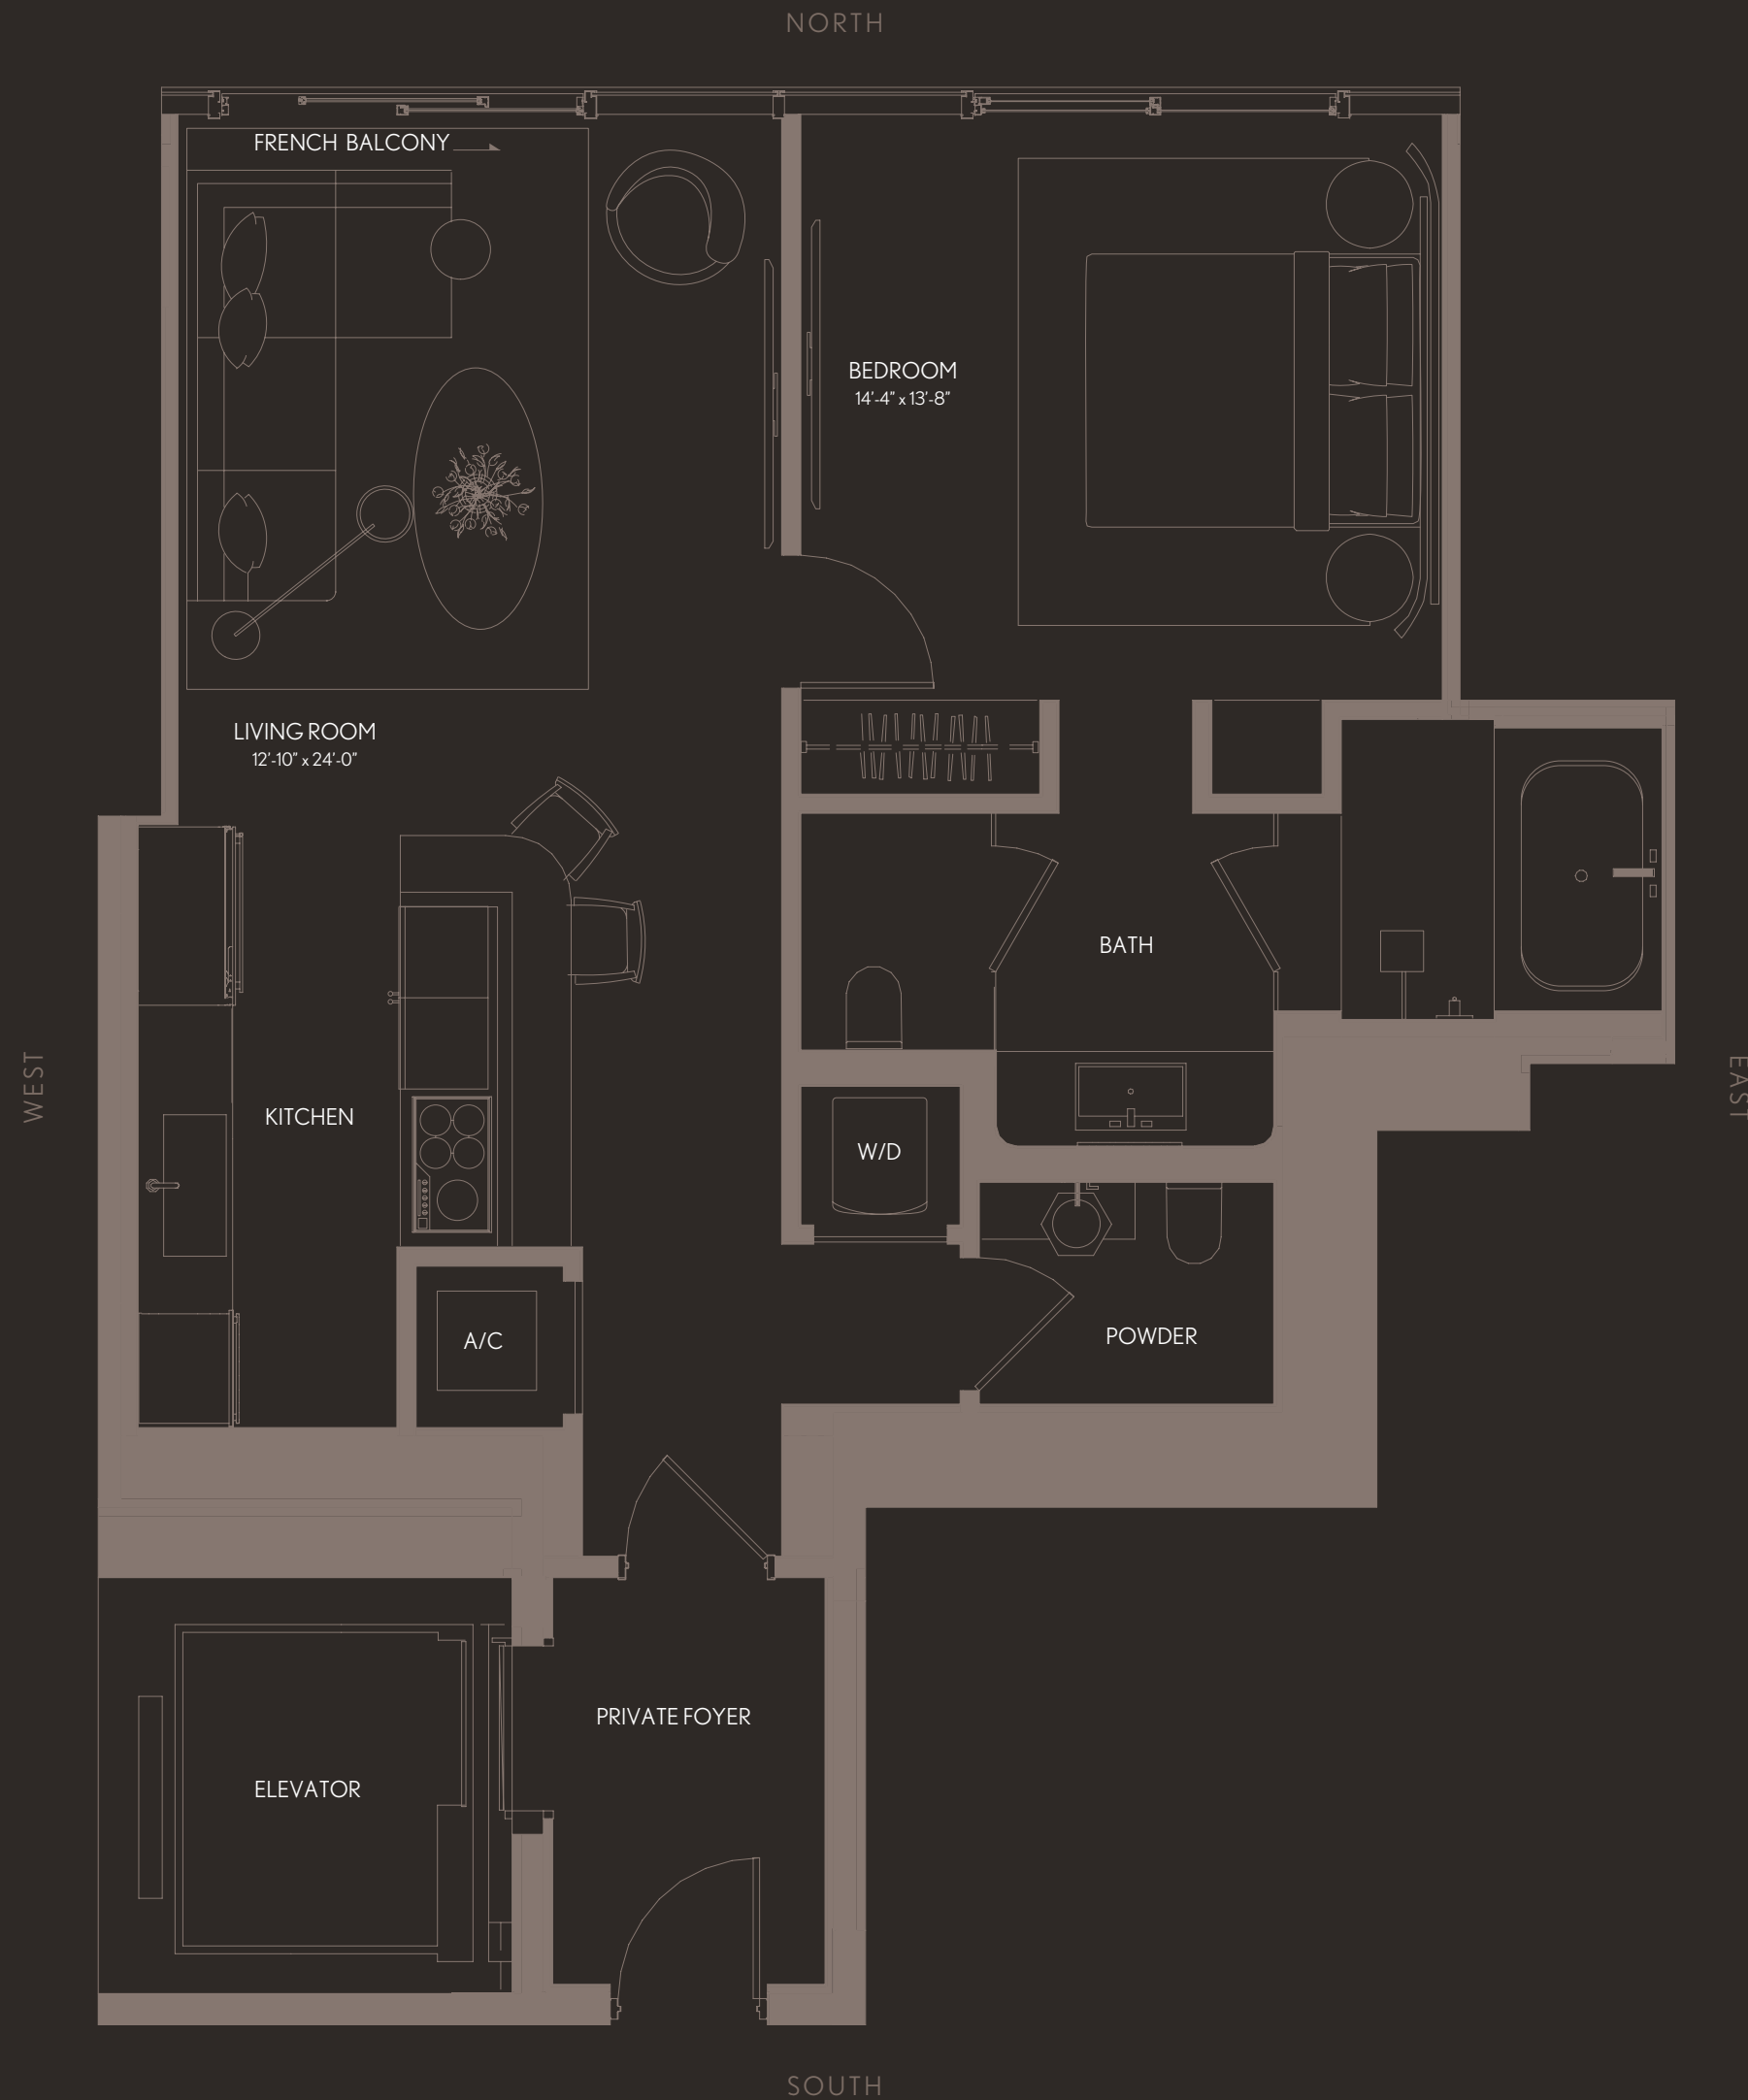 NORTH
FRENCH BALCONY
BEDROOM
14'-4" x 13'-8"
LIVING ROOM
12'-10" x 24'-0"
BATH
WEST
EAST
KITCHEN
W/D
A/C
POWDER
PRIVATE FOYER
ELEVATOR
SOUTH